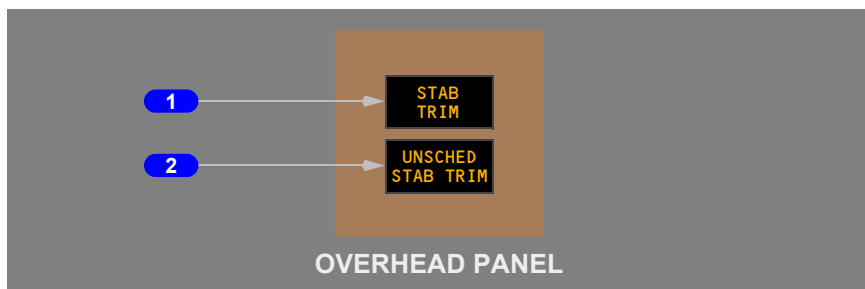 1
STAB
TRIM
2
UNSCHED
STAB TRIM
OVERHEAD PANEL